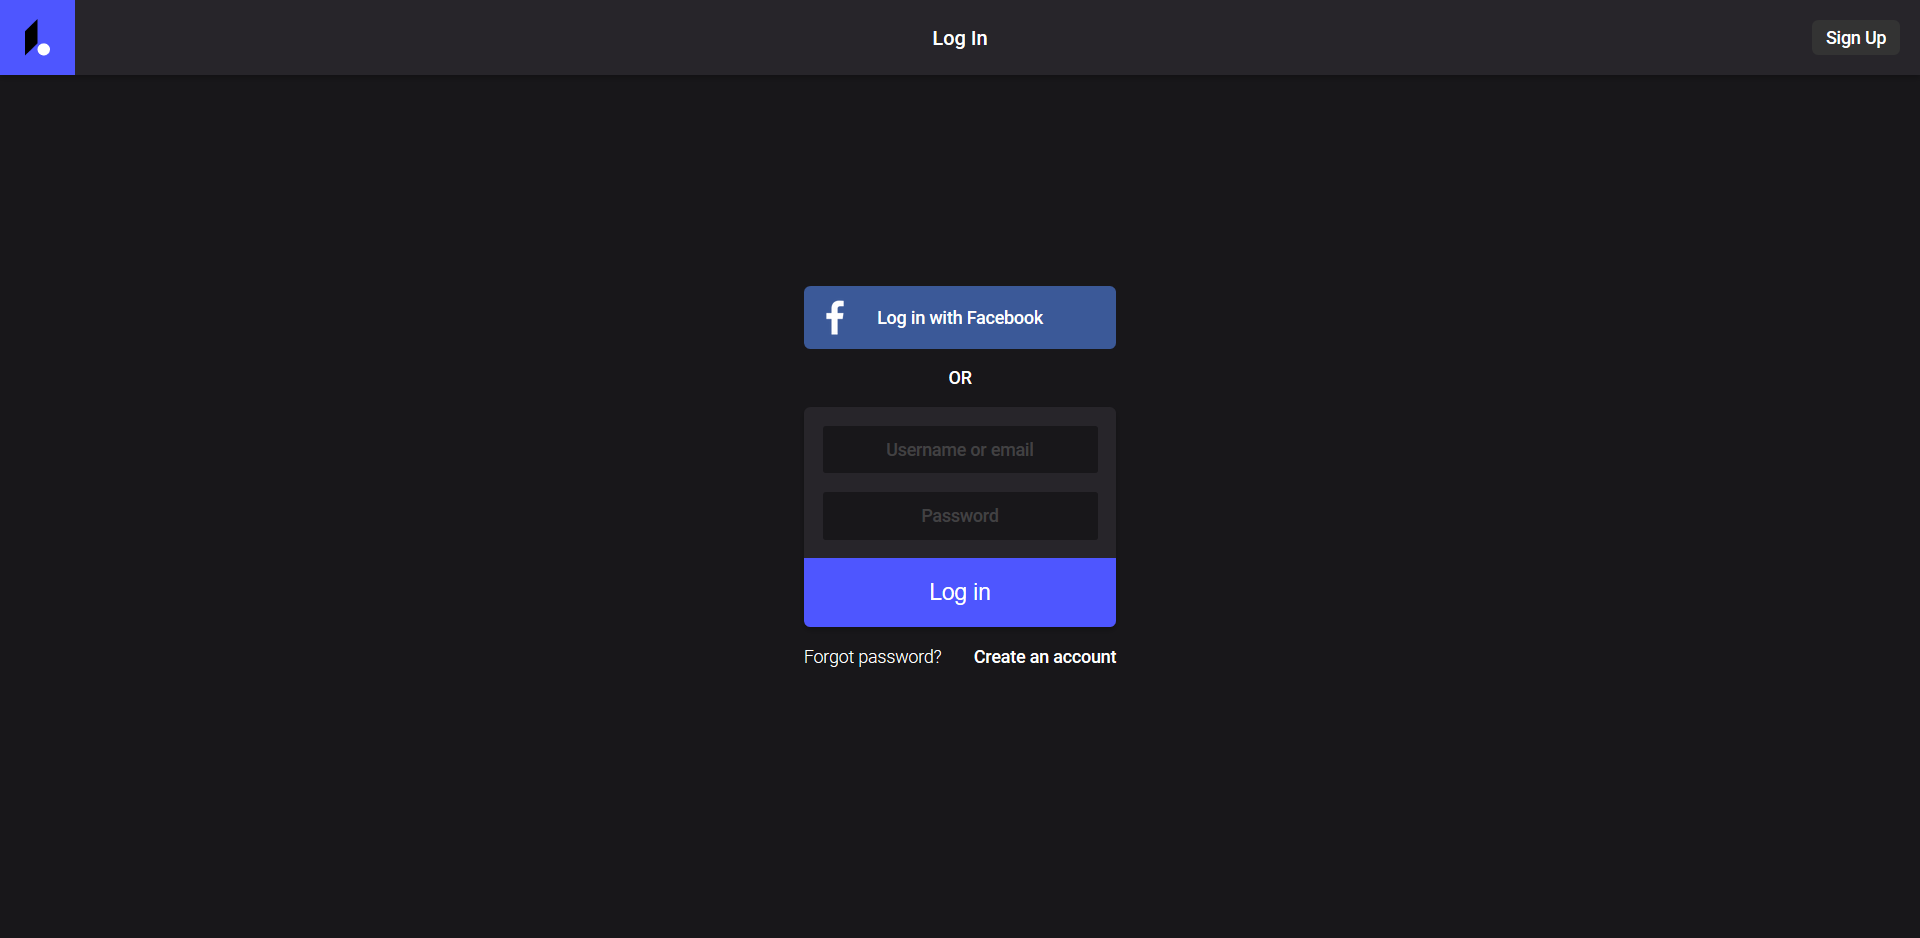 Log In
Sign Up
Log in with Facebook
OR
Username or email
Password
Log in
Forgot password? Create an account